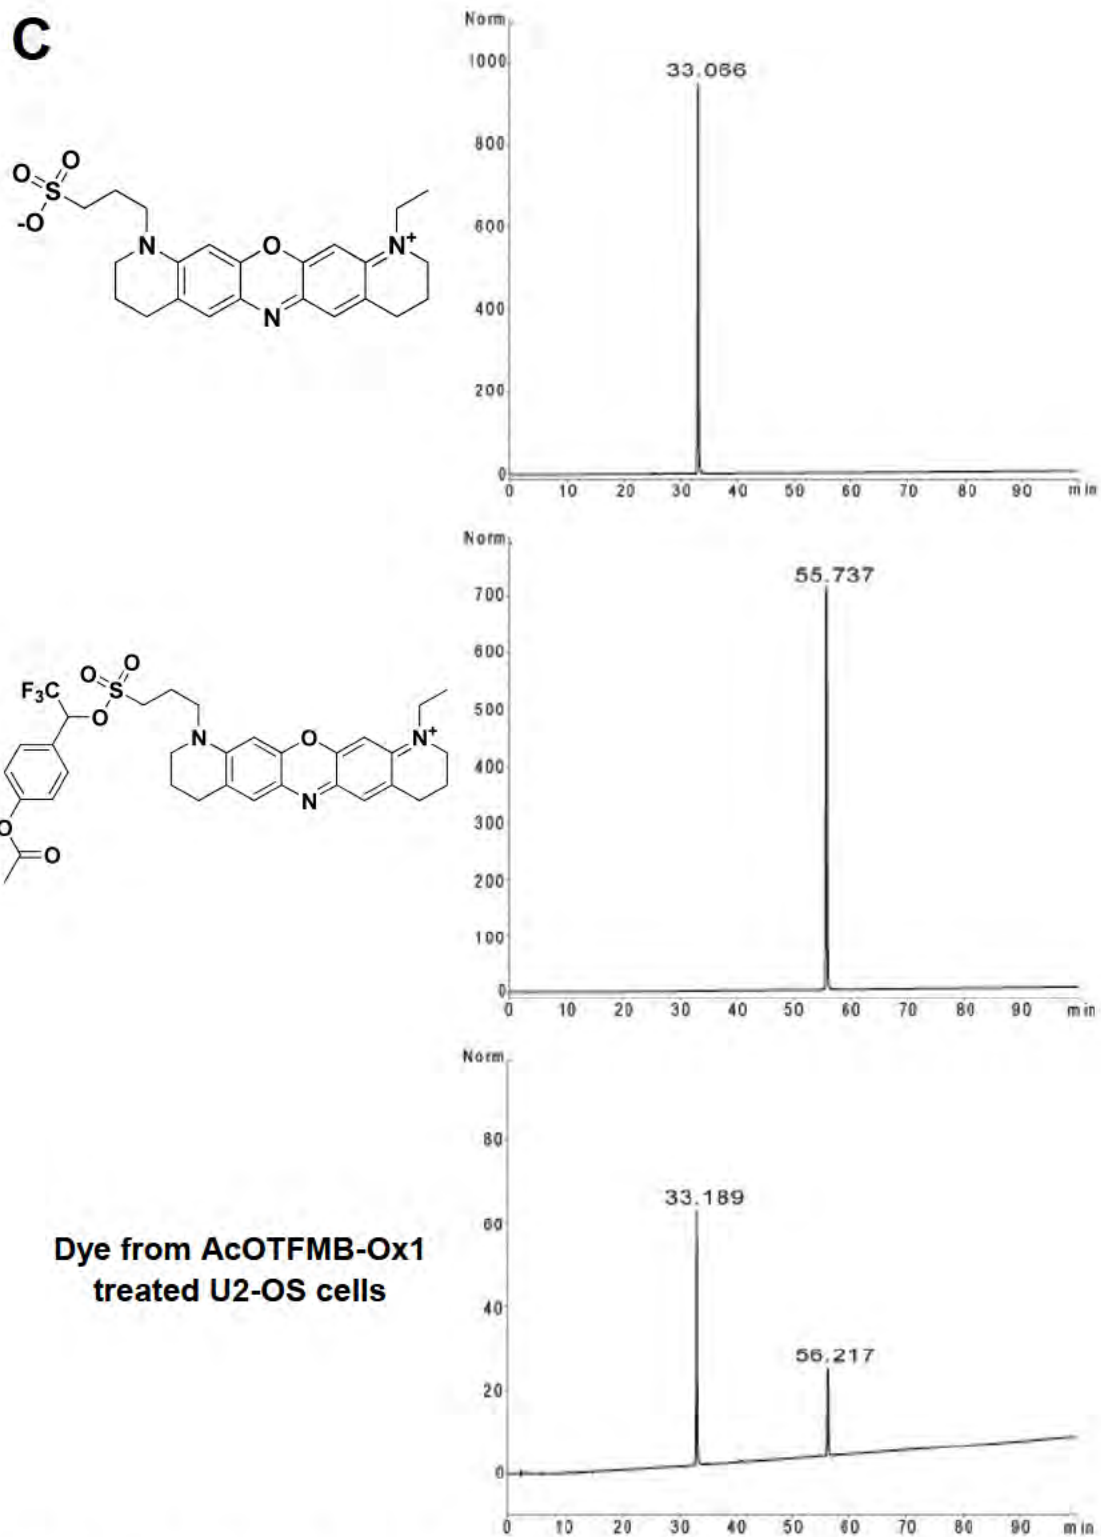 C
Norm
1000
800
600
400
200
0
33.066
0 10 20 30 40 50 60 70 80 90 min
O
O
S
-O
N
O
N+
N
Norm
700
600
500
400
300
200
100
0
55.737
0 10 20 30 40 50 60 70 80 90 min
F3C
O
O
S
O
N
O
N+
N
O
O
Norm
80
60
40
20
0
33.189
56.217
0 10 20 30 40 50 60 70 80 90 min
Dye from AcOTFMB-Ox1
treated U2-OS cells